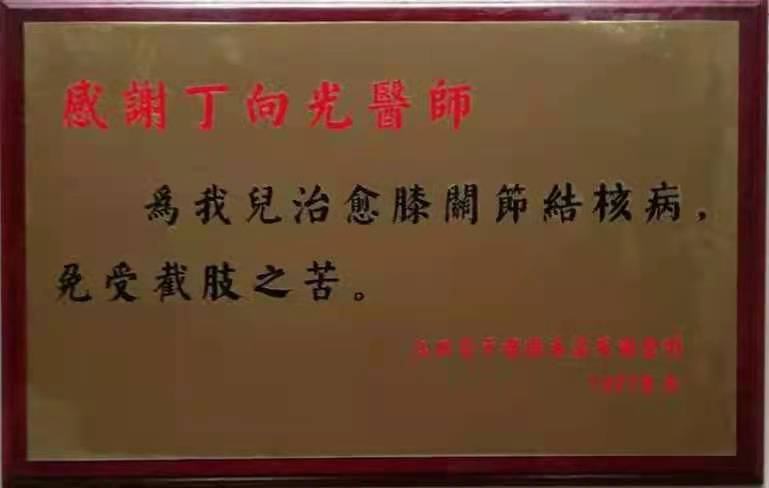 感謝丁向光醫師
爲我兒治愈膝關節結核病，
免受截肢之苦。